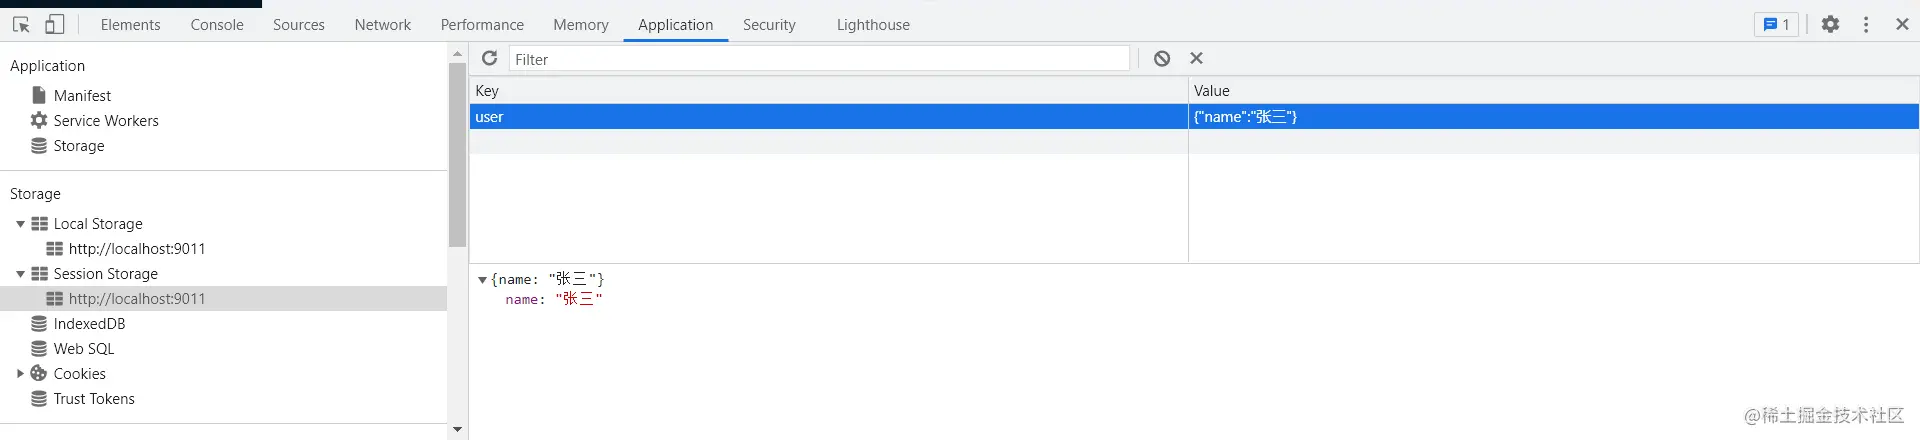 Elements Console Sources Network Performance Memory Application Security Lighthouse 1
Application
Manifest
Service Workers
Storage
Storage
Local Storage
http://localhost:9011
Session Storage
http://localhost:9011
IndexedDB
Web SQL
Cookies
Trust Tokens
Filter
Key Value
user {"name":"张三"}
{name: "张三"}
name: "张三"
@稀土掘金技术社区